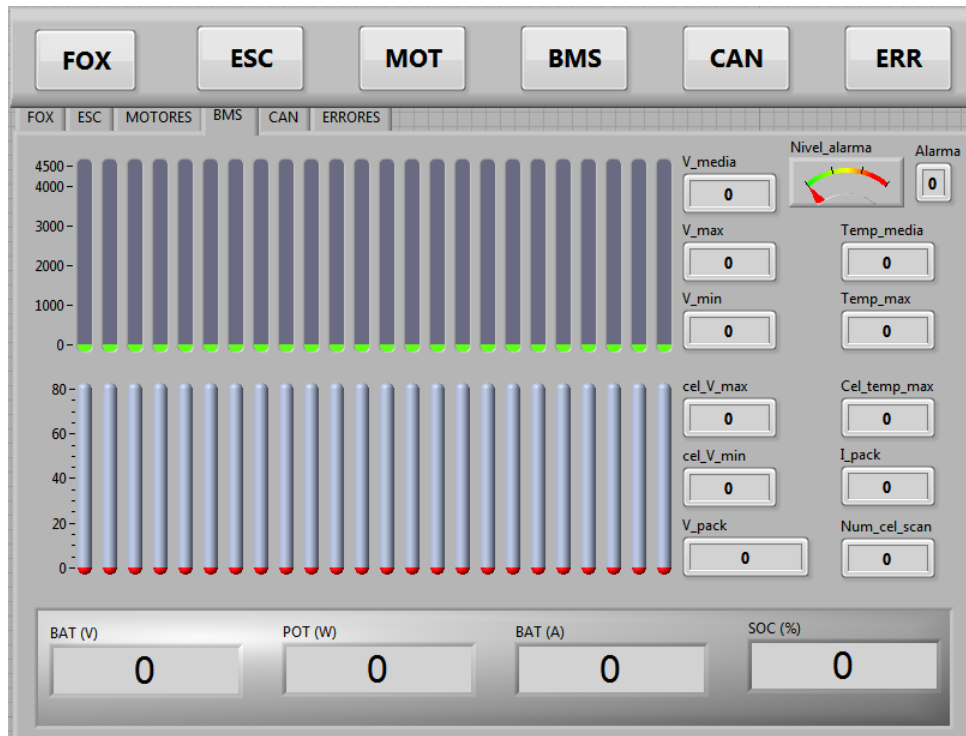 FOX ESC MOT BMS CAN ERR
FOX ESC MOTORES BMS CAN ERRORES
4500
4000
3000
2000
1000
0
V_media
0
Nivel_alarma
Alarma
0
V_max
0
Temp_media
0
V_min
0
Temp_max
0
80
60
40
20
0
cel_V_max
0
Cel_temp_max
0
cel_V_min
0
I_pack
0
V_pack
0
Num_cel_scan
0
BAT (V) POT (W) BAT (A) SOC (%)
0 0 0 0